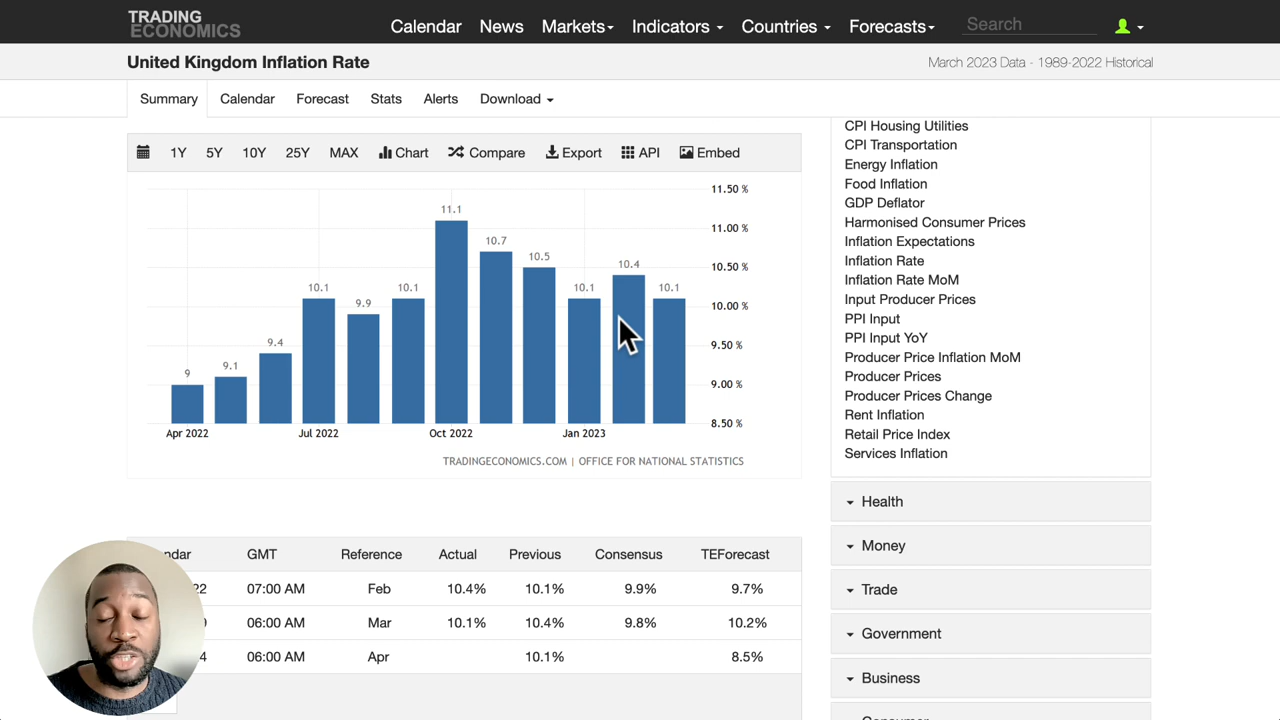 TRADING
ECONOMICS
Calendar News Markets Indicators Countries Forecasts Search
United Kingdom Inflation Rate
March 2023 Data - 1989-2022 Historical
Summary Calendar Forecast Stats Alerts Download
1Y 5Y 10Y 25Y MAX Chart Compare Export API Embed
11.50 %
11.00 %
10.50 %
10.00 %
9.50 %
9.00 %
8.50 %
9 9.1 9.4 10.1 9.9 10.1 11.1 10.7 10.5 10.1 10.4 10.1
Apr 2022 Jul 2022 Oct 2022 Jan 2023
TRADINGECONOMICS.COM | OFFICE FOR NATIONAL STATISTICS
ndar GMT Reference Actual Previous Consensus TEForecast
22 07:00 AM Feb 10.4% 10.1% 9.9% 9.7%
9 06:00 AM Mar 10.1% 10.4% 9.8% 10.2%
4 06:00 AM Apr 10.1% 8.5%
CPI Housing Utilities
CPI Transportation
Energy Inflation
Food Inflation
GDP Deflator
Harmonised Consumer Prices
Inflation Expectations
Inflation Rate
Inflation Rate MoM
Input Producer Prices
PPI Input
PPI Input YoY
Producer Price Inflation MoM
Producer Prices
Producer Prices Change
Rent Inflation
Retail Price Index
Services Inflation
Health
Money
Trade
Government
Business